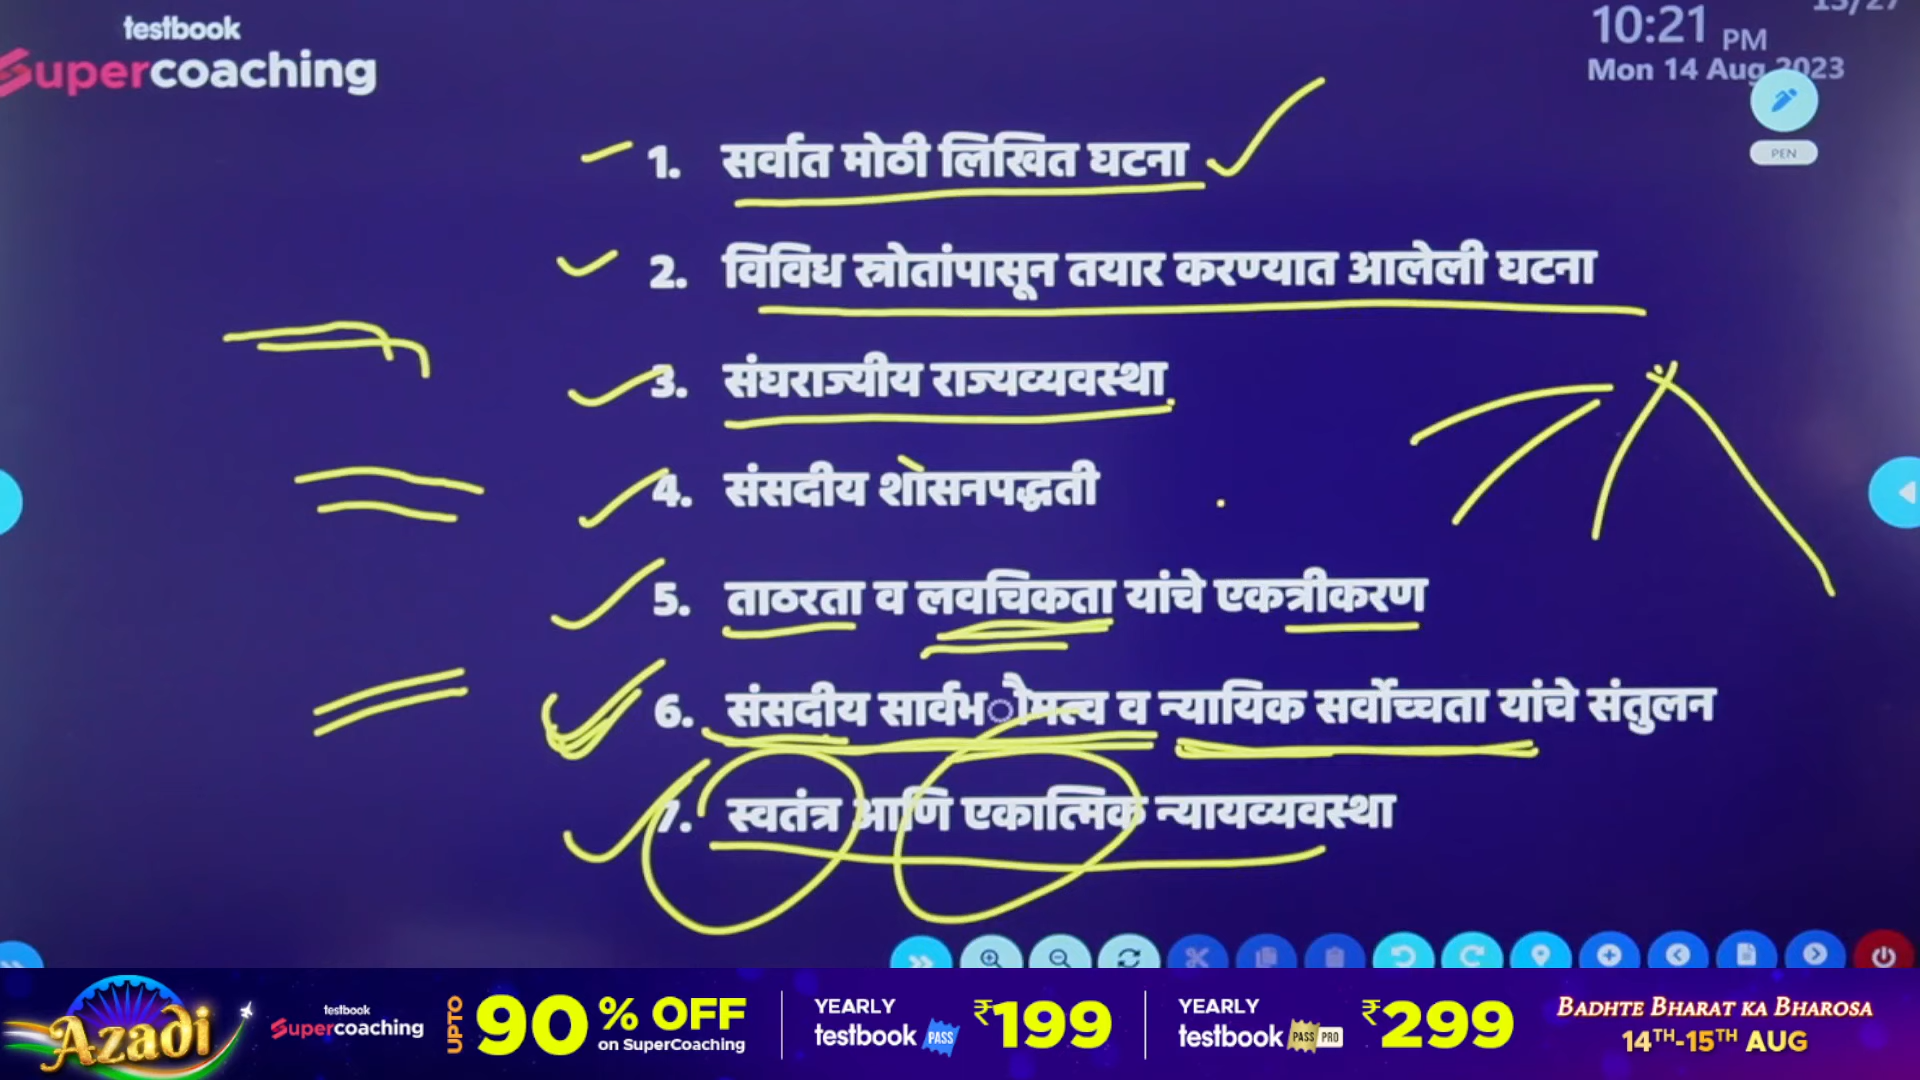 testbook
Supercoaching
10:21 PM
Mon 14 Aug 2023
PEN
1. सर्वात मोठी लिखित घटना
2. विविध स्रोतांपासून तयार करण्यात आलेली घटना
3. संघराज्यीय राज्यव्यवस्था
4. संसदीय शासनपद्धती
5. ताठरता व लवचिकता यांचे एकत्रीकरण
6. संसदीय सार्वभौमत्व व न्यायिक सर्वोच्चता यांचे संतुलन
7. स्वतंत्र आणि एकात्मिक न्यायव्यवस्था
Azadi
testbook
Supercoaching
UPTO 90% OFF
on SuperCoaching
YEARLY
testbook PASS
₹199
YEARLY
testbook PASS PRO
₹299
BADHTE BHARAT KA BHAROSA
14TH-15TH AUG